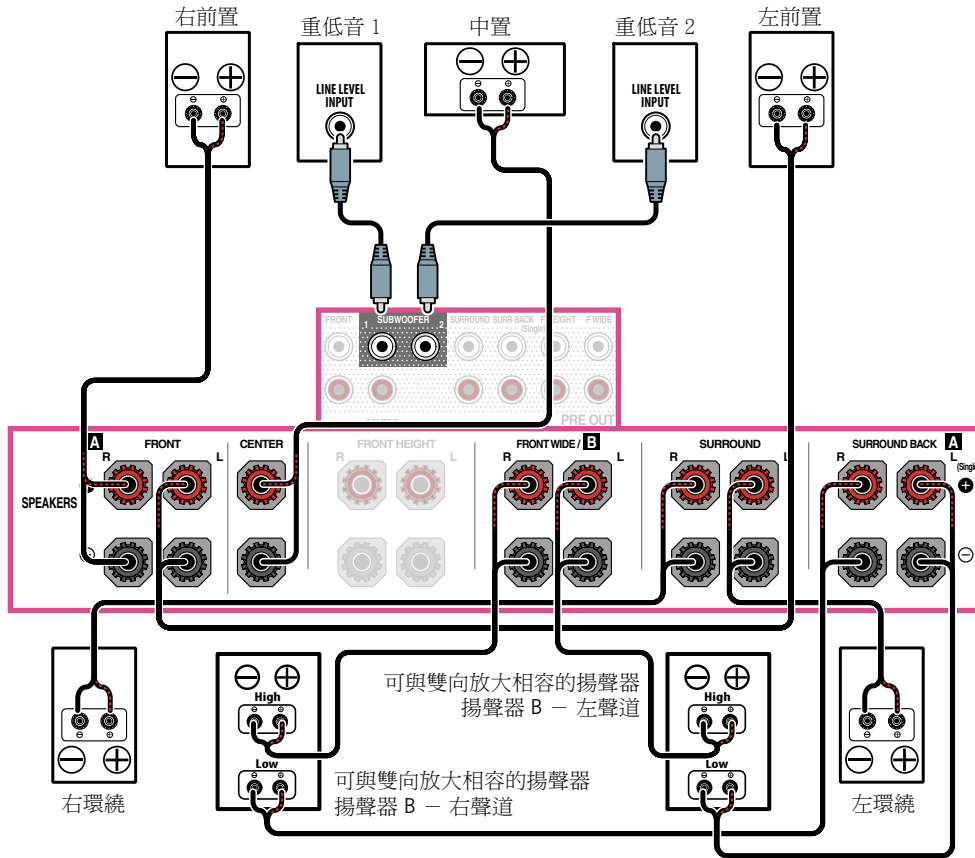 右前置
重低音 1
中置
重低音 2
左前置
LINE LEVEL
INPUT
LINE LEVEL
INPUT
FRONT
SUBWOOFER
SURROUND
SURR BACK
F WIDE
1
2
(Single)
PRE OUT
A
FRONT
CENTER
FRONT HEIGHT
FRONT WIDE / B
SURROUND
SURROUND BACK
A
R
L
R
L
R
L
R
L
R
L
(Single
SPEAKERS
High
可與雙向放大相容的揚聲器
揚聲器 B － 左聲道
High
Low
可與雙向放大相容的揚聲器
揚聲器 B － 右聲道
Low
右環繞
左環繞